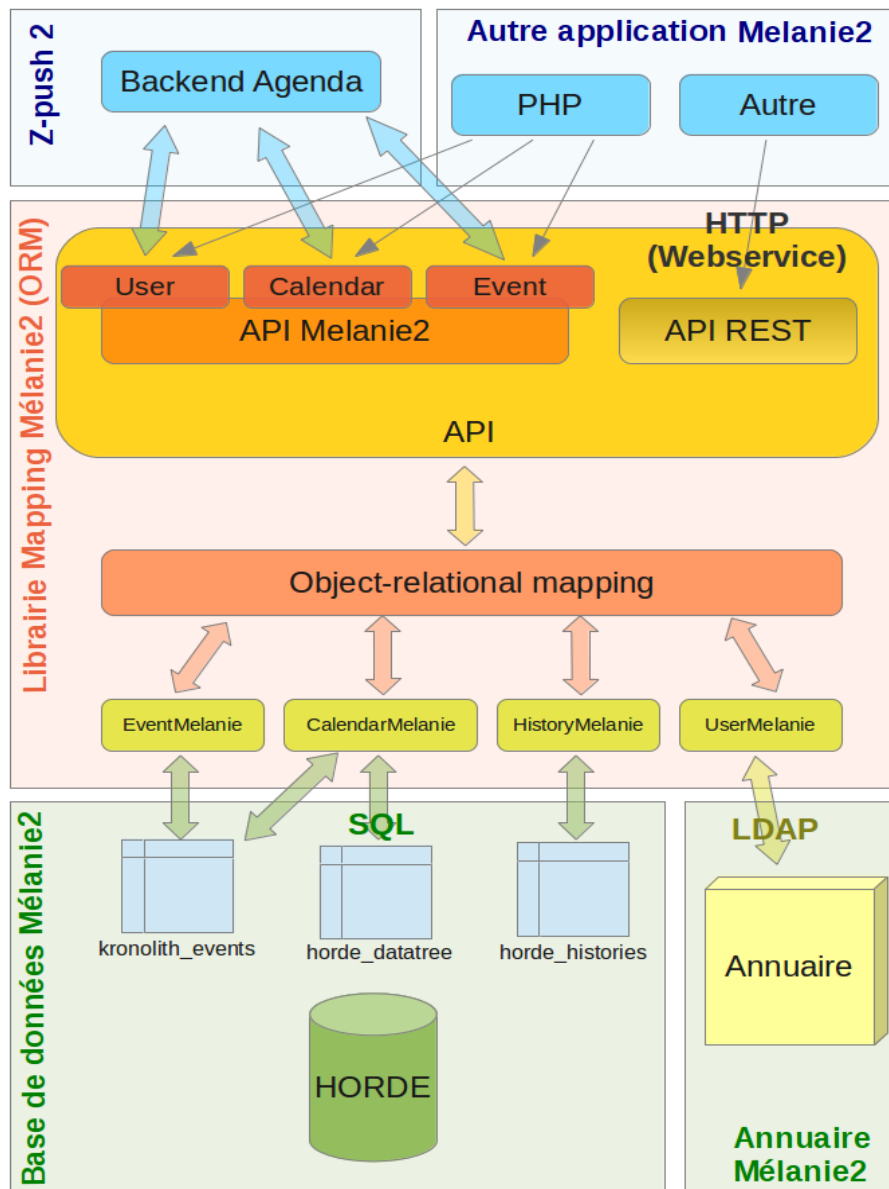 Z-push 2
Backend Agenda
Autre application Melanie2
PHP
Autre
Librairie Mapping Mélanie2 (ORM)
HTTP
(Webservice)
User
Calendar
Event
API Melanie2
API REST
API
Object-relational mapping
EventMelanie
CalendarMelanie
HistoryMelanie
UserMelanie
Base de données Mélanie2
SQL
kronolith_events
horde_datatree
horde_histories
HORDE
LDAP
Annuaire
Annuaire
Mélanie2